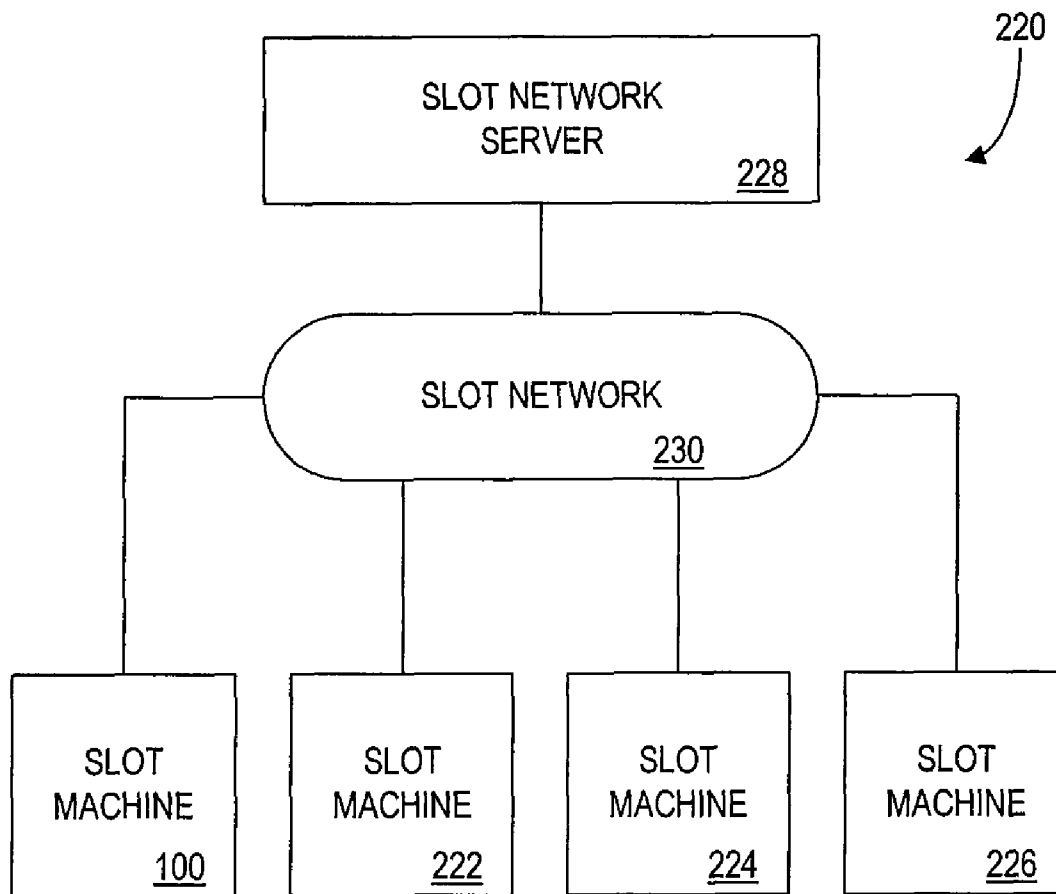 220
SLOT NETWORK
SERVER
228
SLOT NETWORK
230
SLOT
MACHINE
100
SLOT
MACHINE
222
SLOT
MACHINE
224
SLOT
MACHINE
226